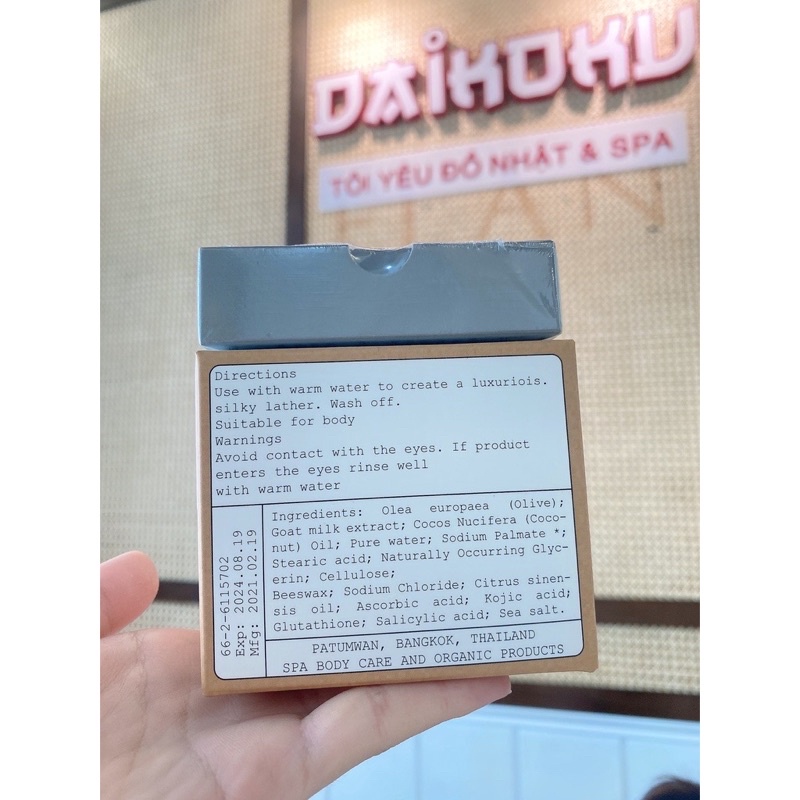 DAiKOKU
TÔI YÊU ĐỒ NHẬT & SPA
Directions
Use with warm water to create a luxuriois.
silky lather. Wash off.
Suitable for body
Warnings
Avoid contact with the eyes. If product
enters the eyes rinse well
with warm water
66-2-6115702
Exp: 2024.08.19
Mfg: 2021.02.19
Ingredients: Olea europaea (Olive);
Goat milk extract; Cocos Nucifera (Coco-
nut) Oil; Pure water; Sodium Palmate *;
Stearic acid; Naturally Occurring Glyc-
erin; Cellulose;
Beeswax; Sodium Chloride; Citrus sinen-
sis oil; Ascorbic acid; Kojic acid;
Glutathione; Salicylic acid; Sea salt.
PATUMWAN, BANGKOK, THAILAND
SPA BODY CARE AND ORGANIC PRODUCTS